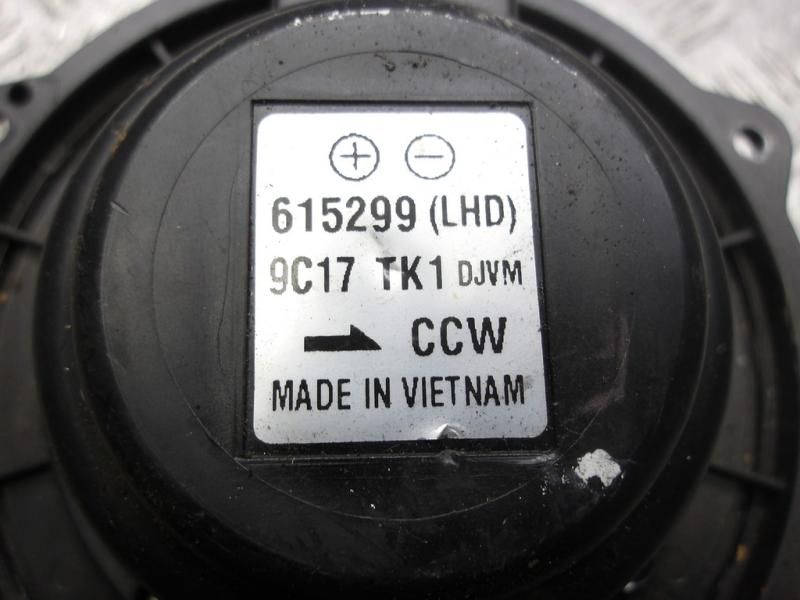 ⊕ ⊖
615299 (LHD)
9C17 TK1 DJVM
→ CCW
MADE IN VIETNAM